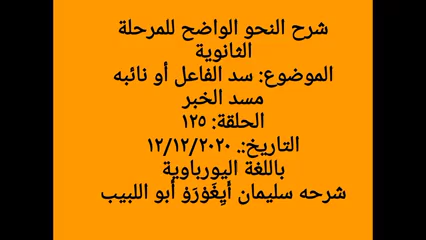 شرح النحو الواضح للمرحلة
الثانوية
الموضوع: سد الفاعل أو نائبه
مسد الخبر
الحلقة: ١٢٥
التاريخ:. ١٢/١٢/٢٠٢٠
باللغة اليورباوية
شرحه سليمان أَيِغَوْرَوْ أبو اللبيب